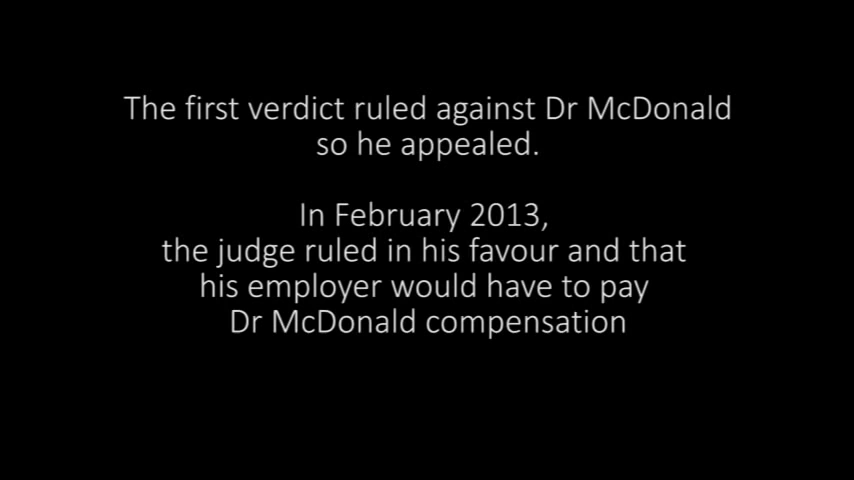 The first verdict ruled against Dr McDonald
so he appealed.
In February 2013,
the judge ruled in his favour and that
his employer would have to pay
Dr McDonald compensation